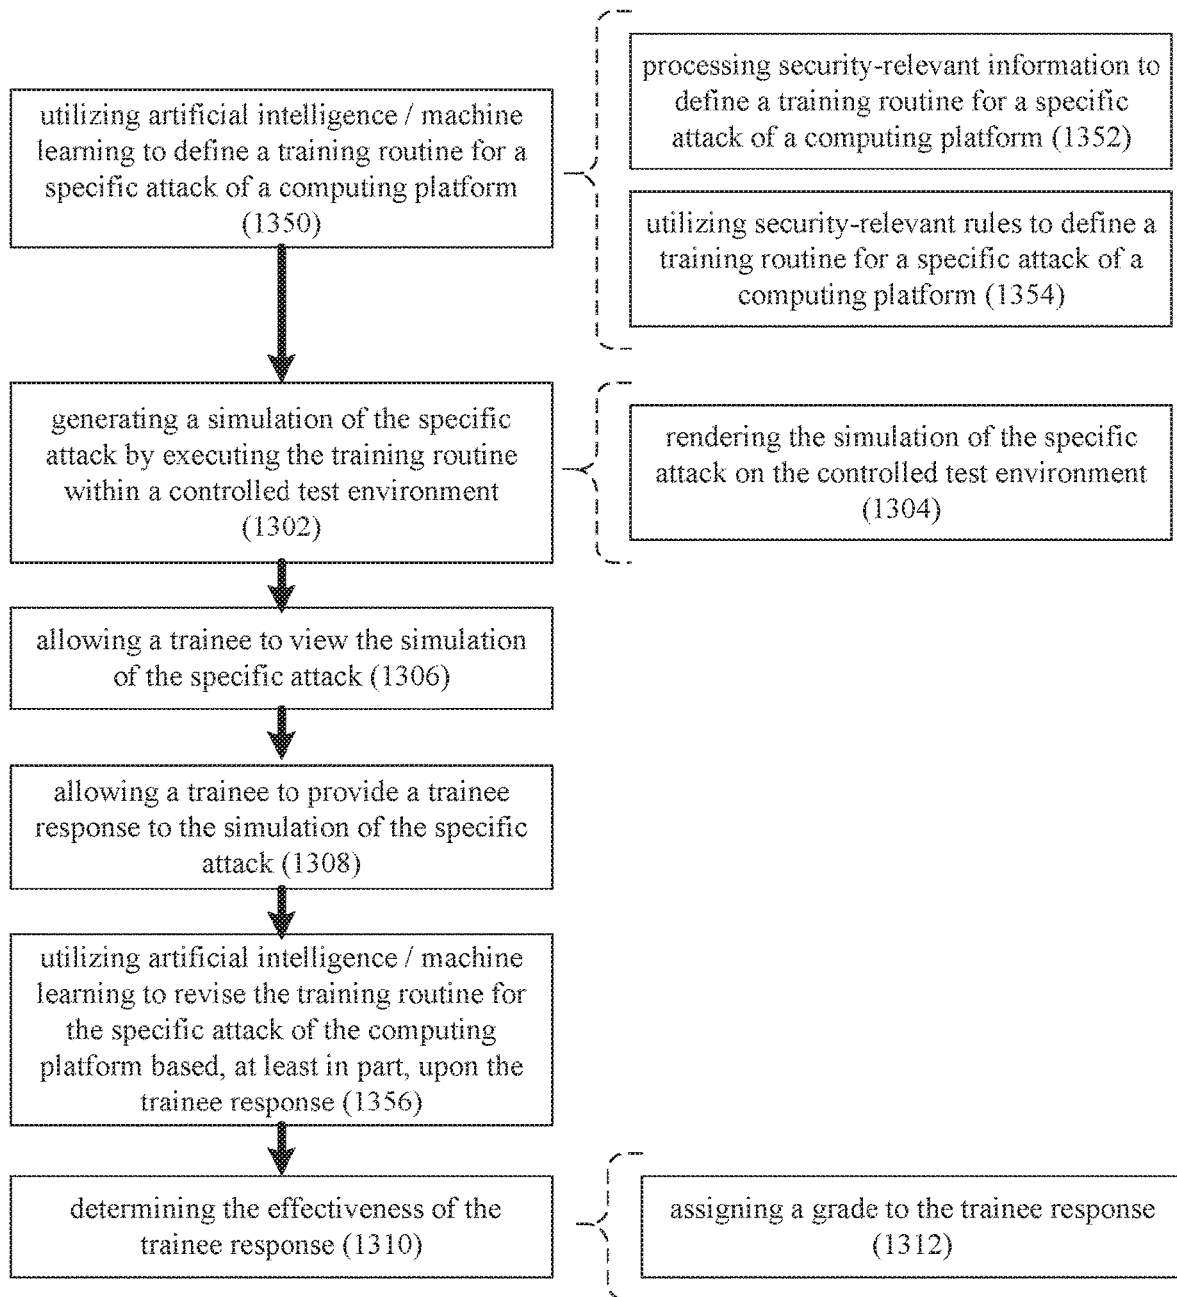 utilizing artificial intelligence / machine
learning to define a training routine for a
specific attack of a computing platform
(1350)
processing security-relevant information to
define a training routine for a specific
attack of a computing platform (1352)
utilizing security-relevant rules to define a
training routine for a specific attack of a
computing platform (1354)
generating a simulation of the specific
attack by executing the training routine
within a controlled test environment
(1302)
rendering the simulation of the specific
attack on the controlled test environment
(1304)
allowing a trainee to view the simulation
of the specific attack (1306)
allowing a trainee to provide a trainee
response to the simulation of the specific
attack (1308)
utilizing artificial intelligence / machine
learning to revise the training routine for
the specific attack of the computing
platform based, at least in part, upon the
trainee response (1356)
determining the effectiveness of the
trainee response (1310)
assigning a grade to the trainee response
(1312)